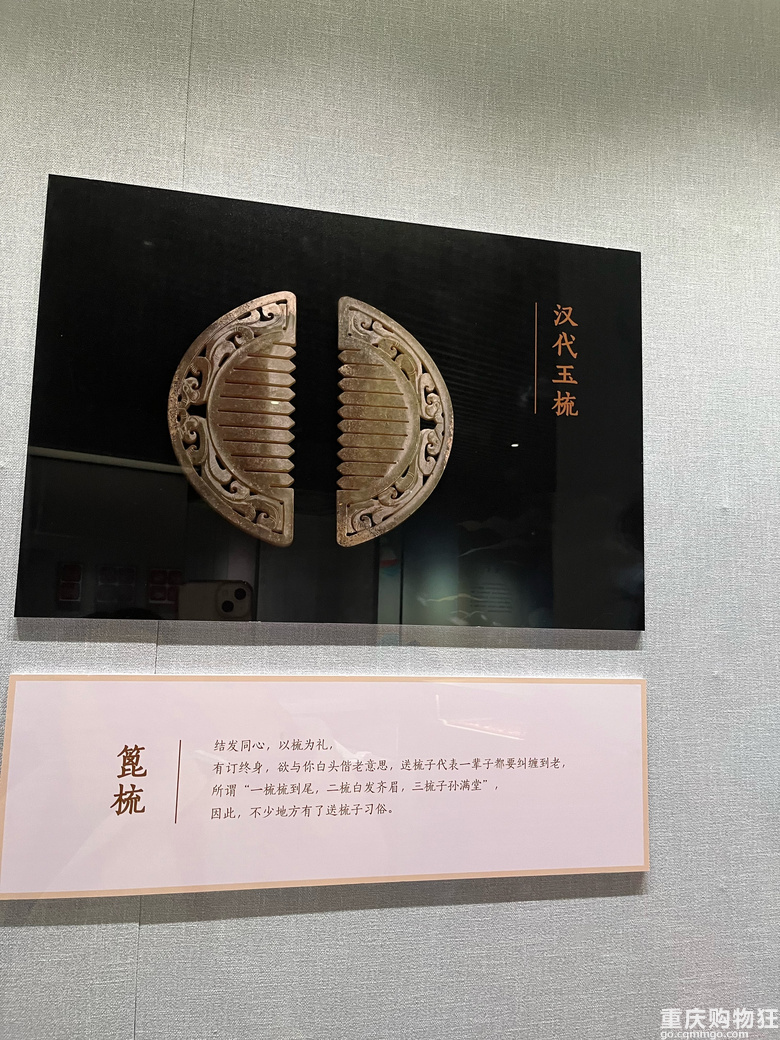 汉代玉梳
篦梳
结发同心，以梳为礼，
有订终身，欲与你白头偕老意思，送梳子代表一辈子都要纠缠到老，
所谓“一梳梳到尾，二梳白发齐眉，三梳子孙满堂”，
因此，不少地方有了送梳子习俗。
重庆购物狂
go.cqmmgo.com